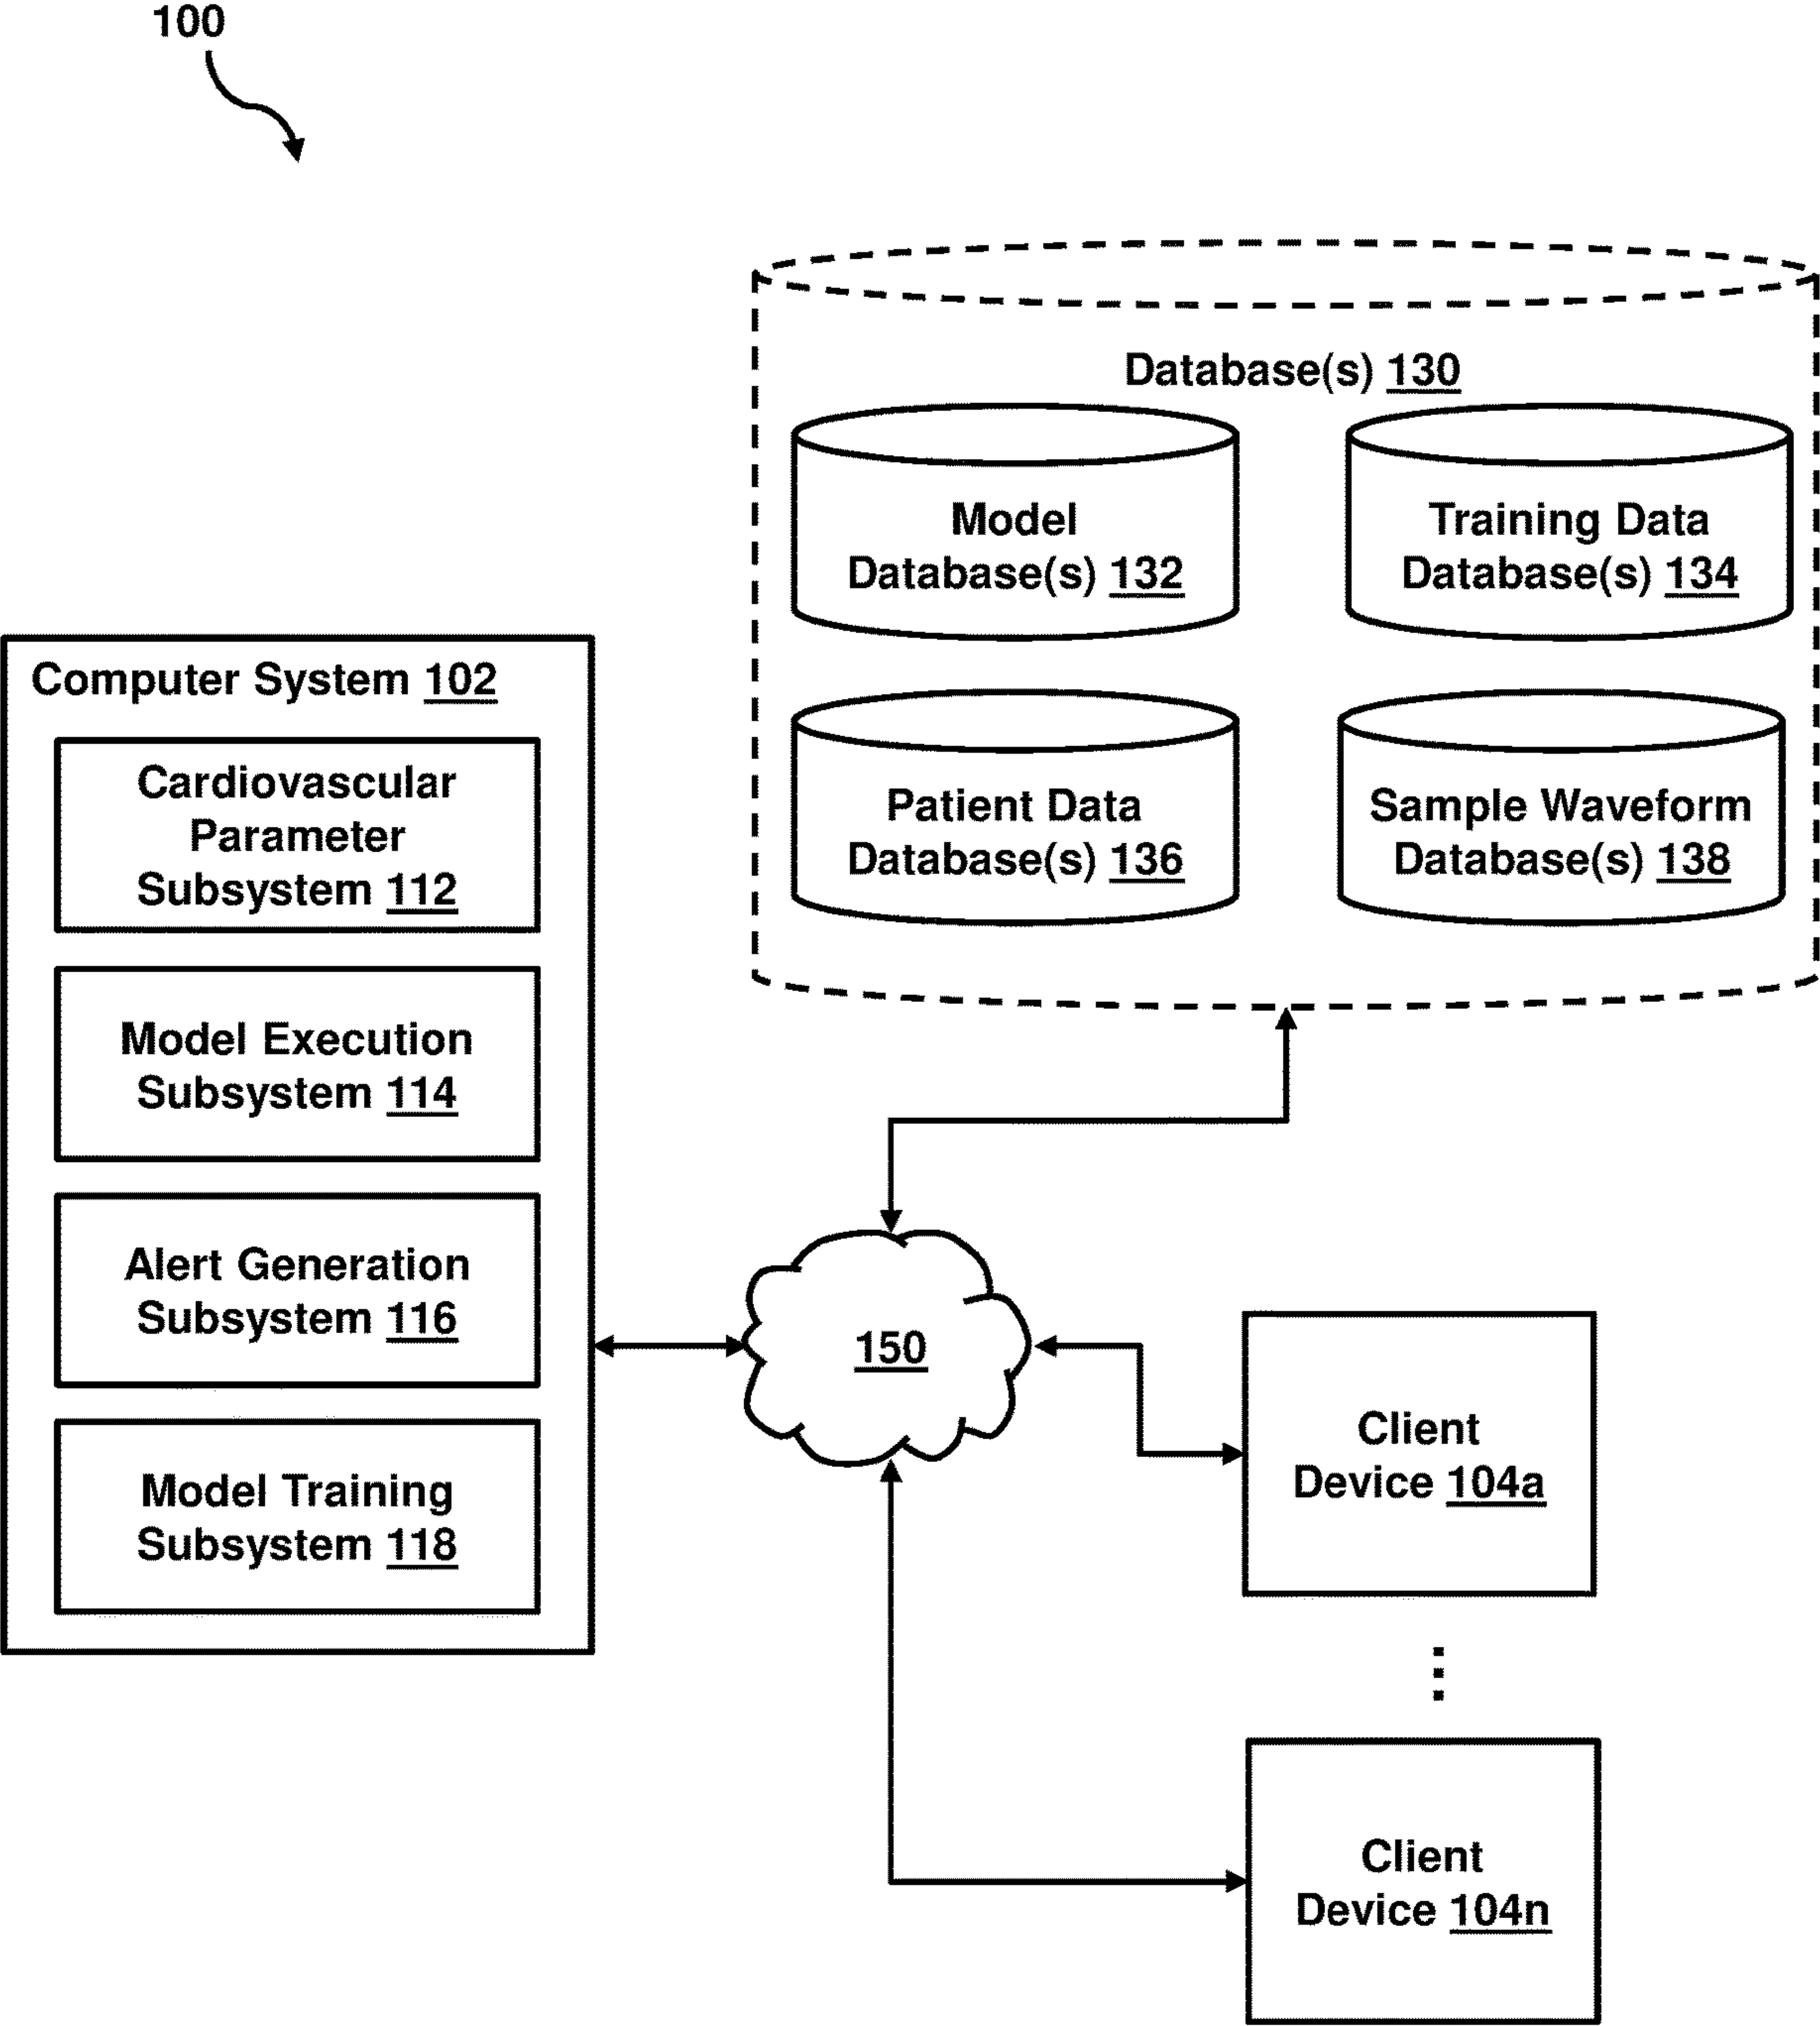 100
Database(s) 130
Model
Database(s) 132
Training Data
Database(s) 134
Patient Data
Database(s) 136
Sample Waveform
Database(s) 138
Computer System 102
Cardiovascular
Parameter
Subsystem 112
Model Execution
Subsystem 114
Alert Generation
Subsystem 116
Model Training
Subsystem 118
150
Client
Device 104a
Client
Device 104n